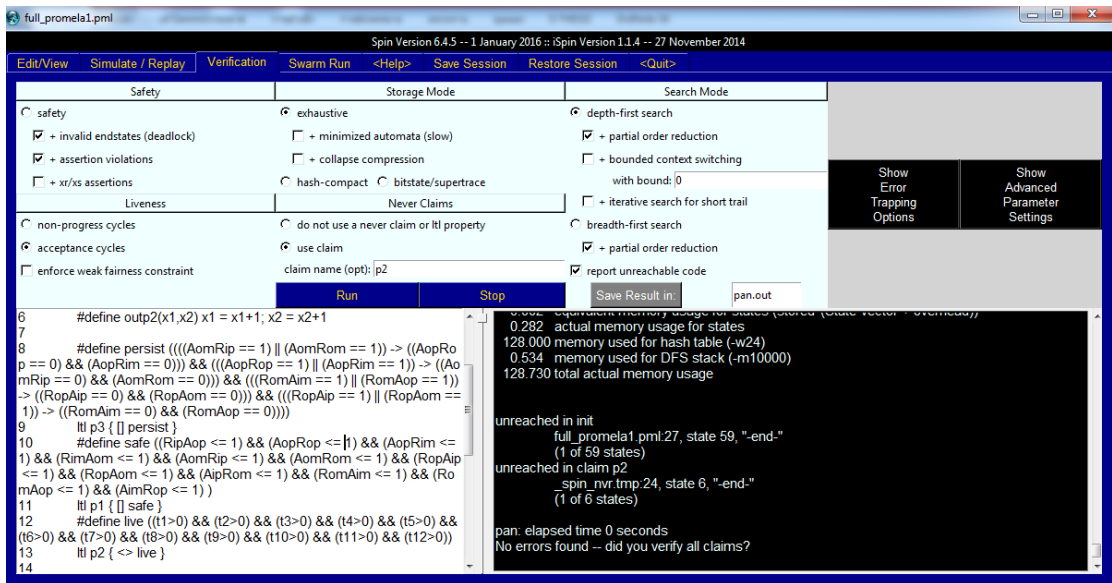 full_promela1.pml
Spin Version 6.4.5 -- 1 January 2016 :: iSpin Version 1.1.4 -- 27 November 2014
Edit/View Simulate / Replay Verification Swarm Run <Help> Save Session Restore Session <Quit>
Safety Storage Mode Search Mode
safety exhaustive depth-first search
+ invalid endstates (deadlock) + minimized automata (slow) + partial order reduction
+ assertion violations + collapse compression + bounded context switching
+ xr/xs assertions hash-compact bitstate/supertrace with bound: 0
Liveness Never Claims + iterative search for short trail
non-progress cycles do not use a never claim or ltl property breadth-first search
acceptance cycles use claim + partial order reduction
enforce weak fairness constraint claim name (opt): p2 report unreachable code
Run Stop Save Result in: pan.out
Show
Error
Trapping
Options
Show
Advanced
Parameter
Settings
6 #define outp2(x1,x2) x1 = x1+1; x2 = x2+1
7
8 #define persist ((((AomRip == 1) || (AomRom == 1)) -> ((AopRo
p == 0) && (AopRim == 0))) && (((AopRop == 1) || (AopRim == 1)) -> ((Ao
mRip == 0) && (AomRom == 0))) && (((RomAim == 1) || (RomAop == 1))
-> ((RopAip == 0) && (RopAom == 0))) && (((RopAip == 1) || (RopAom ==
1)) -> ((RomAim == 0) && (RomAop == 0))))
9 ltl p3 { [] persist }
10 #define safe ((RipAop <= 1) && (AopRop <= 1) && (AopRim <=
1) && (RimAom <= 1) && (AomRip <= 1) && (AomRom <= 1) && (RopAip
<= 1) && (RopAom <= 1) && (AipRom <= 1) && (RomAim <= 1) && (Ro
mAop <= 1) && (AimRop <= 1) )
11 ltl p1 { [] safe }
12 #define live ((t1>0) && (t2>0) && (t3>0) && (t4>0) && (t5>0) &&
(t6>0) && (t7>0) && (t8>0) && (t9>0) && (t10>0) && (t11>0) && (t12>0))
13 ltl p2 { <> live }
14
0.282 actual memory usage for states
128.000 memory used for hash table (-w24)
0.534 memory used for DFS stack (-m10000)
128.730 total actual memory usage
unreached in init
full_promela1.pml:27, state 59, "-end-"
(1 of 59 states)
unreached in claim p2
_spin_nvr.tmp:24, state 6, "-end-"
(1 of 6 states)
pan: elapsed time 0 seconds
No errors found -- did you verify all claims?